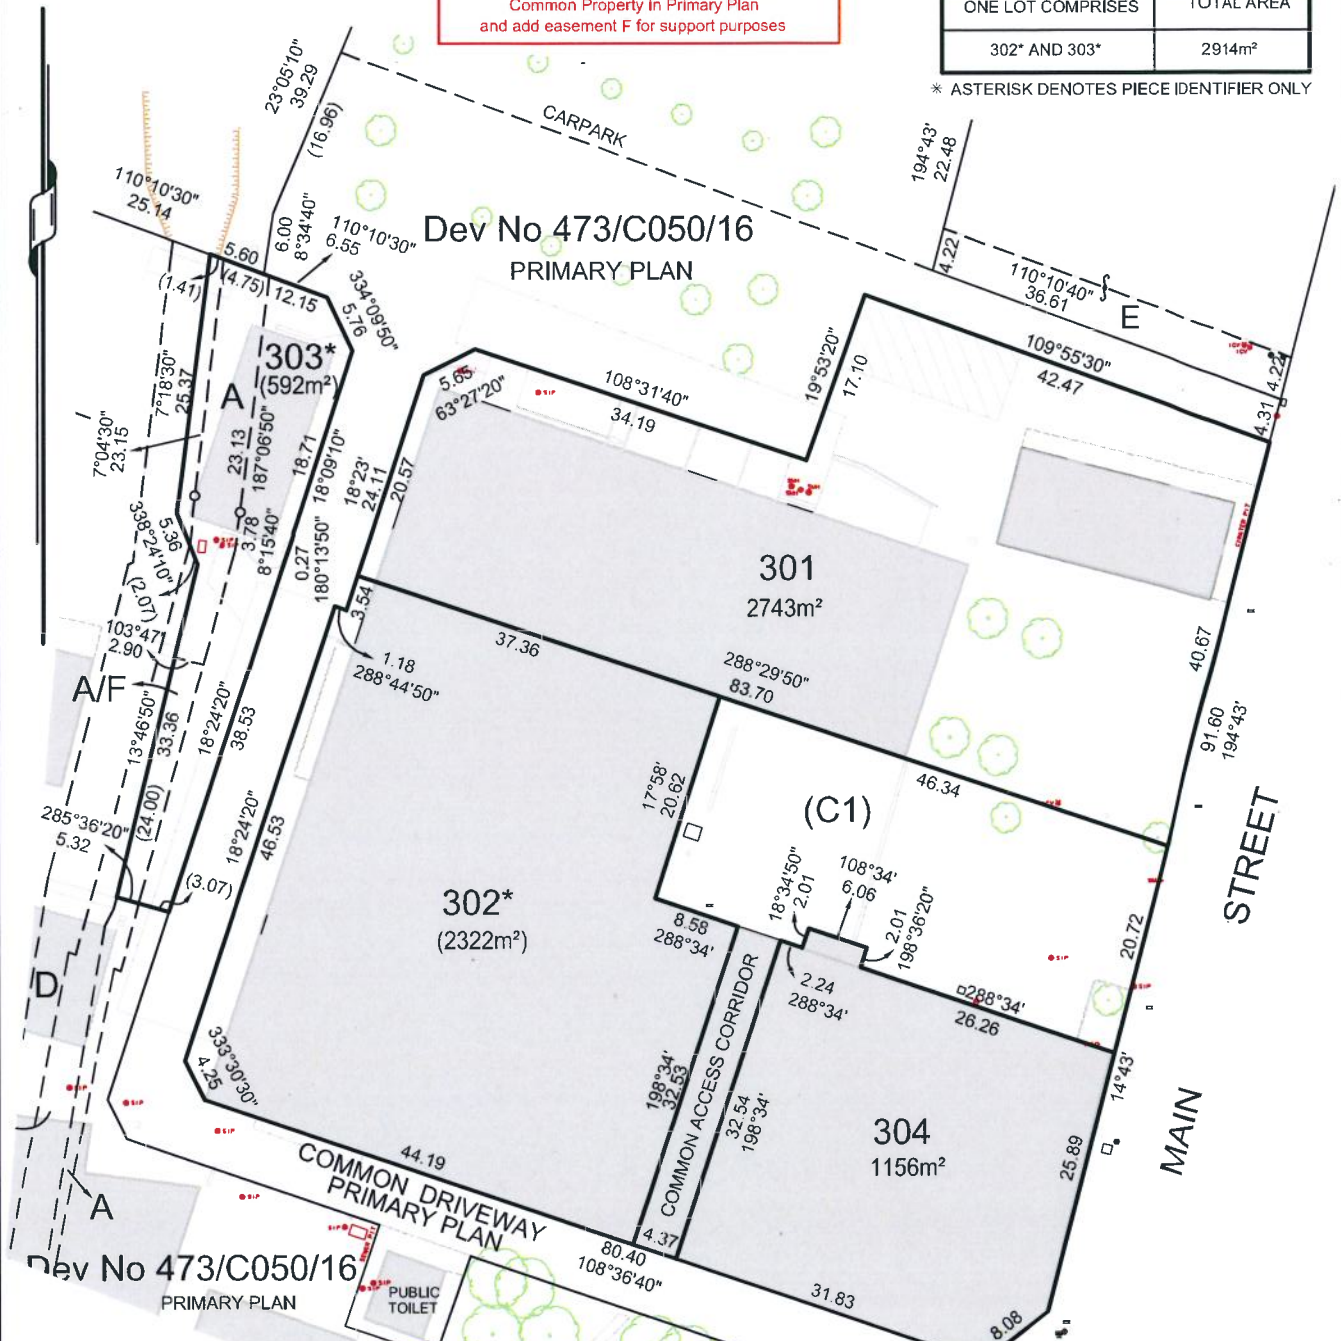 Common Property in Primary Plan
and add easement F for support purposes
ONE LOT COMPRISES
TOTAL AREA
302* AND 303*
2914m²
* ASTERISK DENOTES PIECE IDENTIFIER ONLY
23°05'10"
39.29
(16.96)
CARPARK
194°43'
22.48
110°10'30"
25.14
6.00
8°34'40"
110°10'30"
6.55
Dev No 473/C050/16
PRIMARY PLAN
4.22
110°10'40"
36.61
E
5.60
(1.41)
(4.75)
12.15
334°09'50"
5.76
109°55'30"
42.47
4.22
4.31
303*
(592m²)
A
7°18'30"
25.37
7°04'30"
23.15
23.13
187°06'50"
18.71
18°09'10"
5.65
63°27'20"
108°31'40"
34.19
19°53'20"
17.10
18°23'
24.11
20.57
338°24'10"
5.36
3.78
8°15'40"
0.27
180°13'50"
(2.07)
103°47'
2.90
A/F
3.54
1.18
288°44'50"
37.36
301
2743m²
288°29'50"
83.70
40.67
91.60
194°43'
13°46'50"
33.36
18°24'20"
38.53
(24.00)
285°36'20"
5.32
(3.07)
18°24'20"
46.53
17°58'
20.62
(C1)
46.34
STREET
302*
(2322m²)
18°34'50"
2.01
108°34'
6.06
2.01
198°36'20"
8.58
288°34'
2.24
288°34'
288°34'
26.26
20.72
D
333°30'30"
4.25
198°34'
32.53
COMMON ACCESS CORRIDOR
32.54
198°34'
304
1156m²
14°43'
25.89
MAIN
44.19
COMMON DRIVEWAY
PRIMARY PLAN
4.37
80.40
108°36'40"
31.83
8.08
A
Dev No 473/C050/16
PRIMARY PLAN
PUBLIC
TOILET
SIP
SIP
SIP
SIP
SIP
SIP
SIP